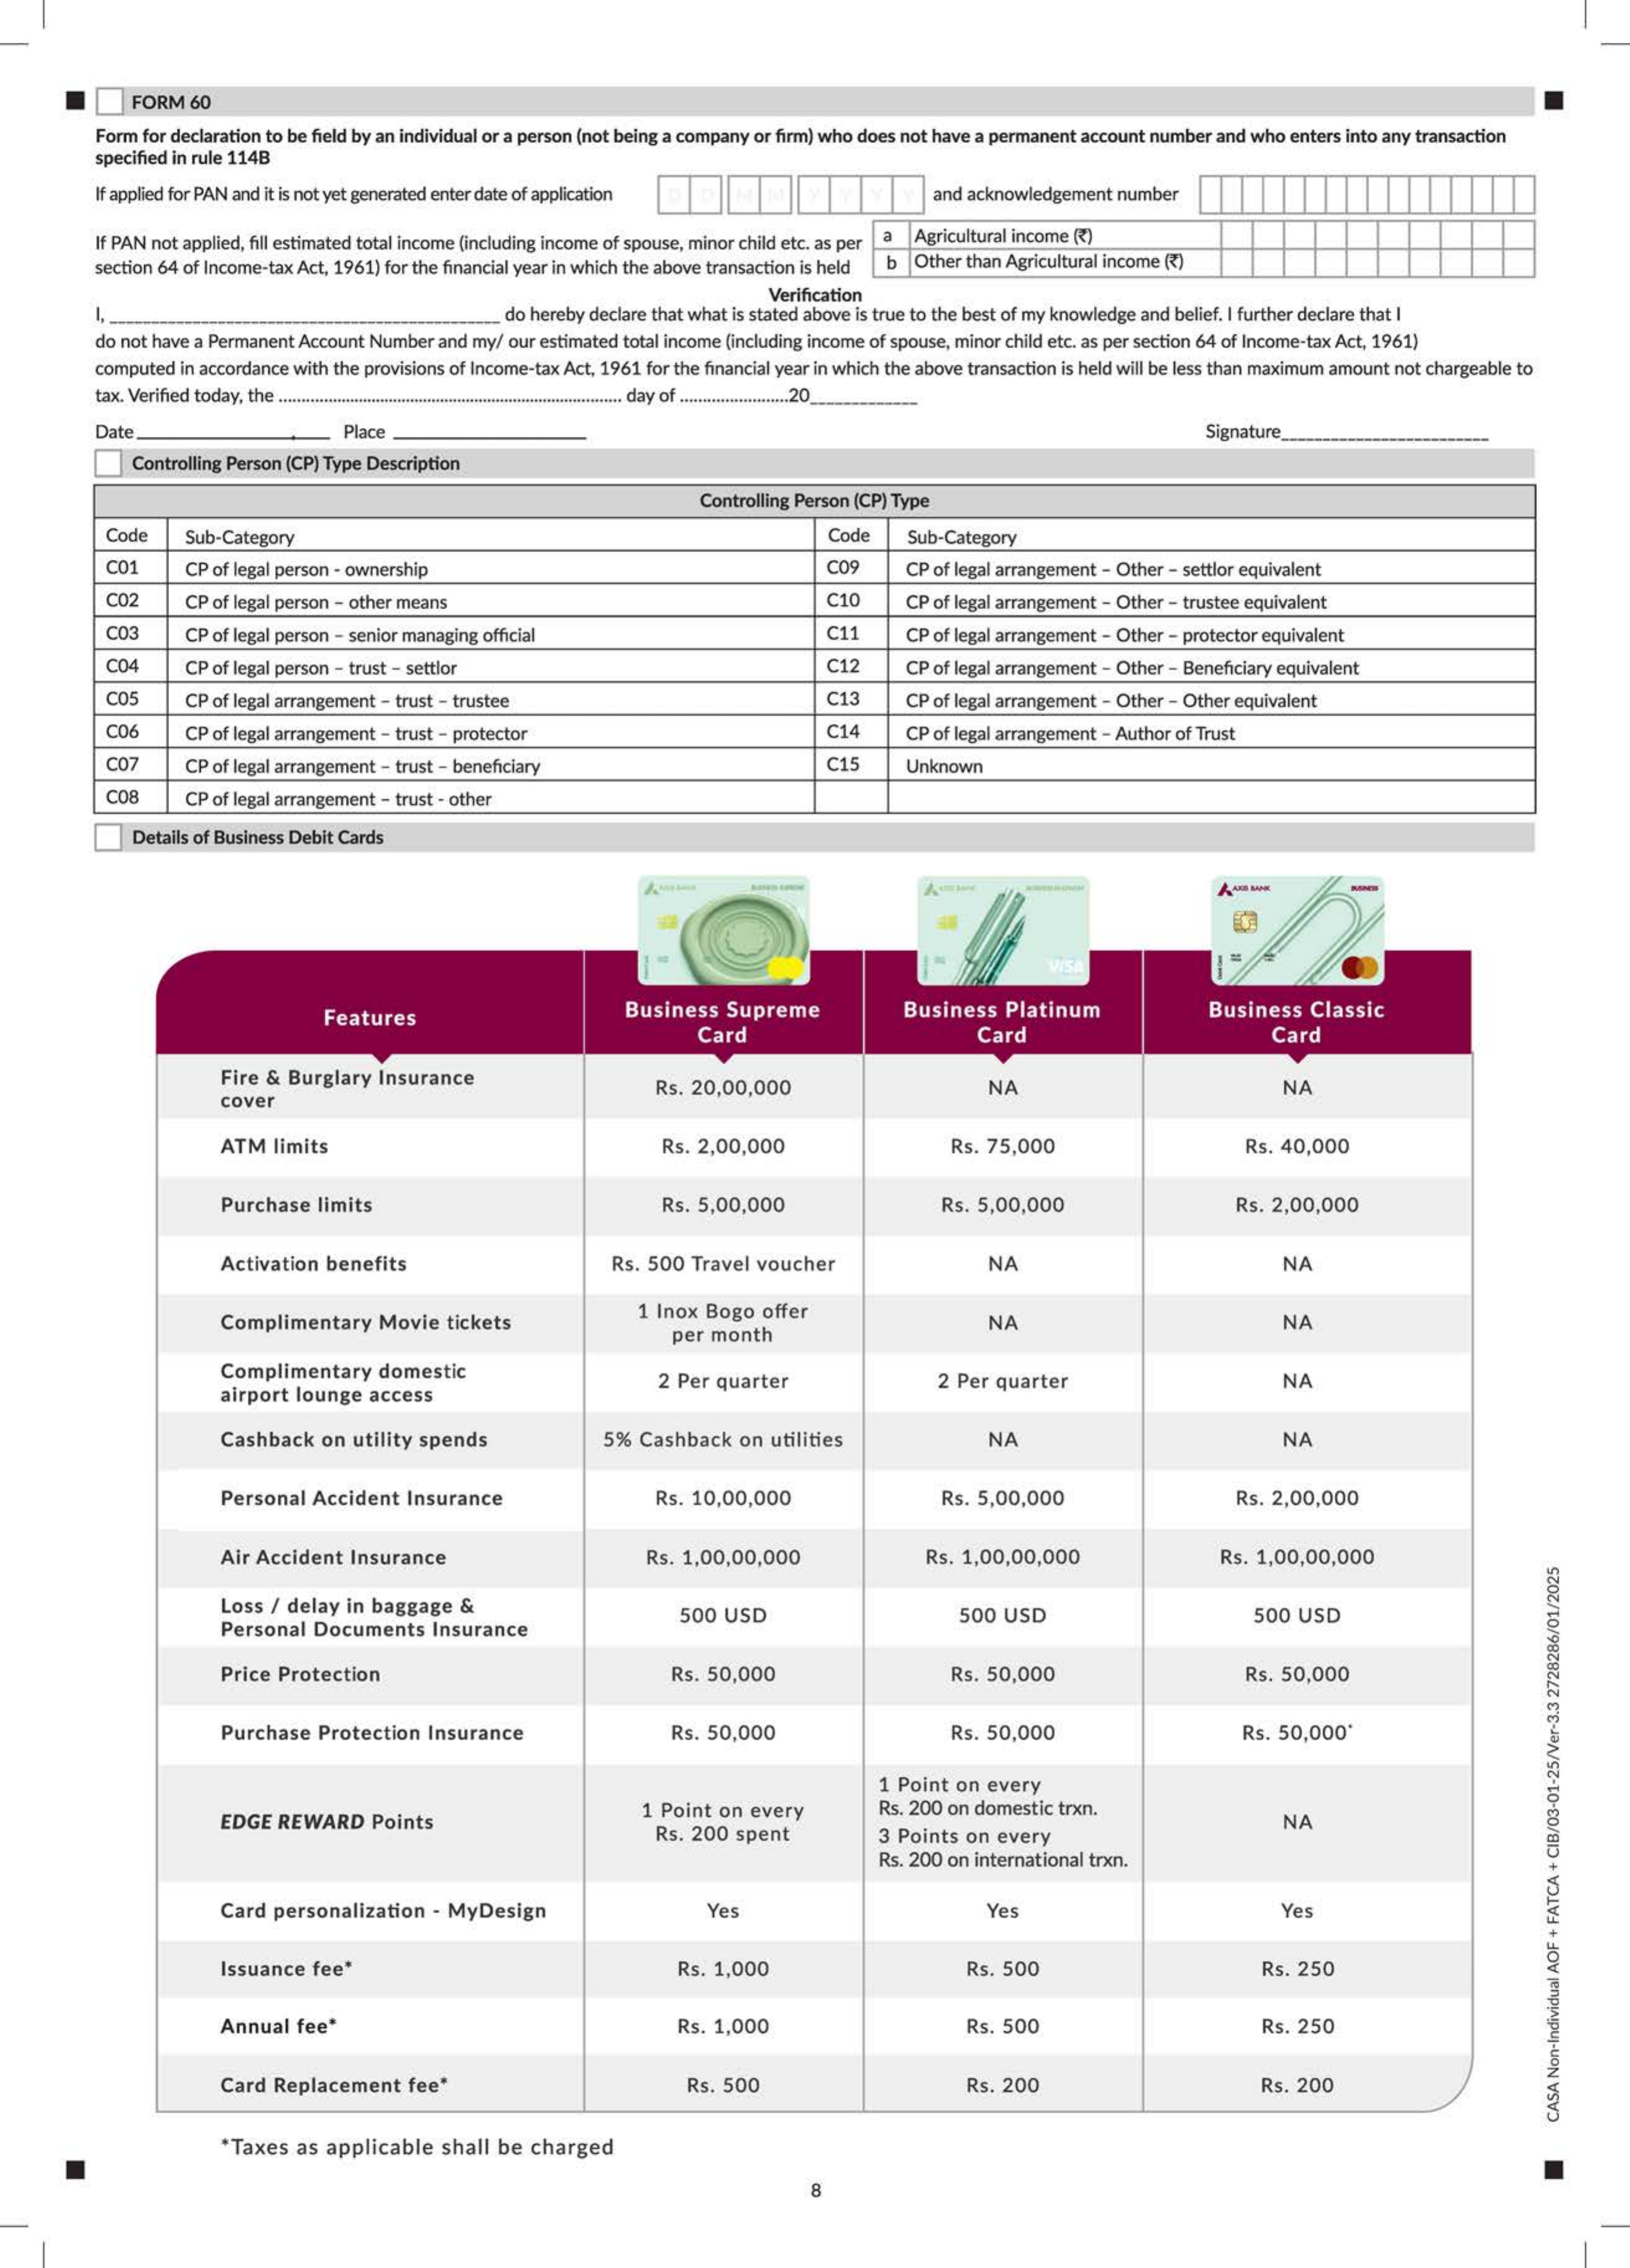 FORM 60
Form for declaration to be field by an individual or a person (not being a company or firm) who does not have a permanent account number and who enters into any transaction
specified in rule 114B
If applied for PAN and it is not yet generated enter date of application D D M M Y Y Y Y and acknowledgement number
If PAN not applied, fill estimated total income (including income of spouse, minor child etc. as per
section 64 of Income-tax Act, 1961) for the financial year in which the above transaction is held
a Agricultural income (₹)
b Other than Agricultural income (₹)
Verification
I, ______________________ do hereby declare that what is stated above is true to the best of my knowledge and belief. I further declare that I
do not have a Permanent Account Number and my/ our estimated total income (including income of spouse, minor child etc. as per section 64 of Income-tax Act, 1961)
computed in accordance with the provisions of Income-tax Act, 1961 for the financial year in which the above transaction is held will be less than maximum amount not chargeable to
tax. Verified today, the ........................ day of ........................20____________
Date ____________ Place ____________ Signature____________
Controlling Person (CP) Type Description
Controlling Person (CP) Type
Code Sub-Category Code Sub-Category
C01 CP of legal person - ownership C09 CP of legal arrangement – Other – settlor equivalent
C02 CP of legal person – other means C10 CP of legal arrangement – Other – trustee equivalent
C03 CP of legal person – senior managing official C11 CP of legal arrangement – Other – protector equivalent
C04 CP of legal person – trust – settlor C12 CP of legal arrangement – Other – Beneficiary equivalent
C05 CP of legal arrangement – trust – trustee C13 CP of legal arrangement – Other – Other equivalent
C06 CP of legal arrangement – trust – protector C14 CP of legal arrangement – Author of Trust
C07 CP of legal arrangement – trust – beneficiary C15 Unknown
C08 CP of legal arrangement – trust - other
Details of Business Debit Cards
AXIS BANK BUSINESS SUPREME
AXIS BANK BUSINESS PLATINUM
VISA
AXIS BANK BUSINESS
Debit Card
Features
Business Supreme
Card
Business Platinum
Card
Business Classic
Card
Fire & Burglary Insurance
cover
Rs. 20,00,000 NA NA
ATM limits Rs. 2,00,000 Rs. 75,000 Rs. 40,000
Purchase limits Rs. 5,00,000 Rs. 5,00,000 Rs. 2,00,000
Activation benefits Rs. 500 Travel voucher NA NA
Complimentary Movie tickets
1 Inox Bogo offer
per month
NA NA
Complimentary domestic
airport lounge access
2 Per quarter 2 Per quarter NA
Cashback on utility spends 5% Cashback on utilities NA NA
Personal Accident Insurance Rs. 10,00,000 Rs. 5,00,000 Rs. 2,00,000
Air Accident Insurance Rs. 1,00,00,000 Rs. 1,00,00,000 Rs. 1,00,00,000
Loss / delay in baggage &
Personal Documents Insurance
500 USD 500 USD 500 USD
Price Protection Rs. 50,000 Rs. 50,000 Rs. 50,000
Purchase Protection Insurance Rs. 50,000 Rs. 50,000 Rs. 50,000*
EDGE REWARD Points
1 Point on every
Rs. 200 spent
1 Point on every
Rs. 200 on domestic trxn.
3 Points on every
Rs. 200 on international trxn.
NA
Card personalization - MyDesign Yes Yes Yes
Issuance fee* Rs. 1,000 Rs. 500 Rs. 250
Annual fee* Rs. 1,000 Rs. 500 Rs. 250
Card Replacement fee* Rs. 500 Rs. 200 Rs. 200
*Taxes as applicable shall be charged
8
CASA Non-Individual AOF + FATCA + CIB/03-01-25/Ver-3.3 2728286/01/2025